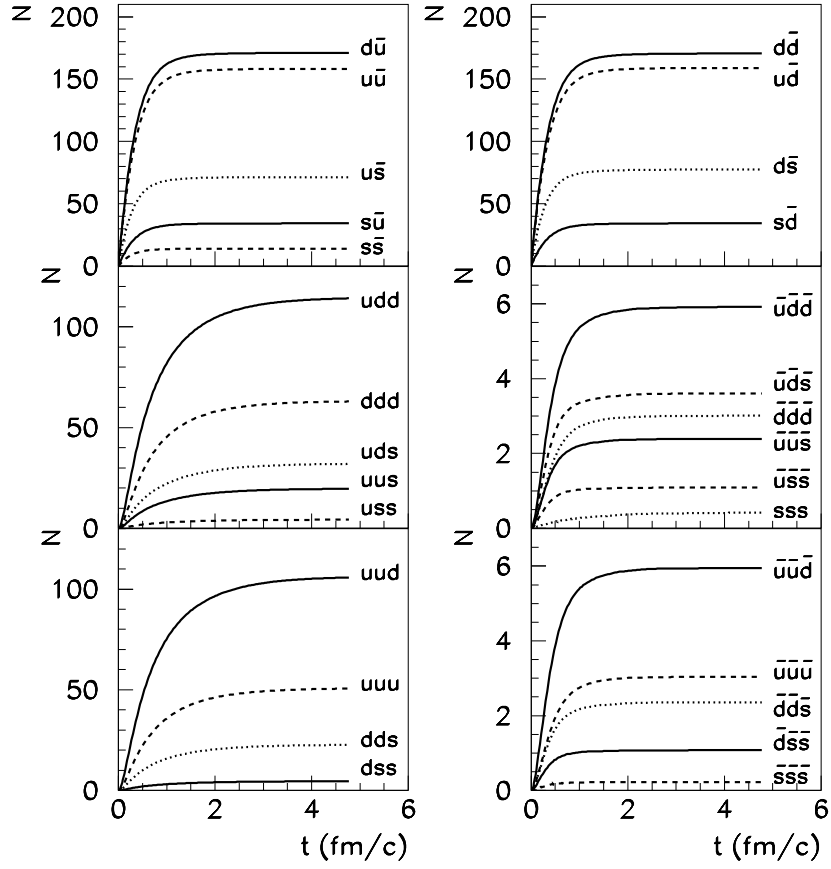 N
200
150
100
50
0
dū
uū
us̄
sū
ss̄
N
200
150
100
50
0
dd̄
ud̄
ds̄
sd̄
N
100
50
0
udd
ddd
uds
uus
uss
N
6
4
2
0
ūd̄d̄
ūd̄s̄
d̄d̄d̄
ūūs̄
ūs̄s̄
sss
N
100
50
0
uud
uuu
dds
dss
0 2 4 6
t (fm/c)
N
6
4
2
0
ūūd̄
ūūū
d̄d̄s̄
d̄s̄s̄
s̄s̄s̄
0 2 4 6
t (fm/c)